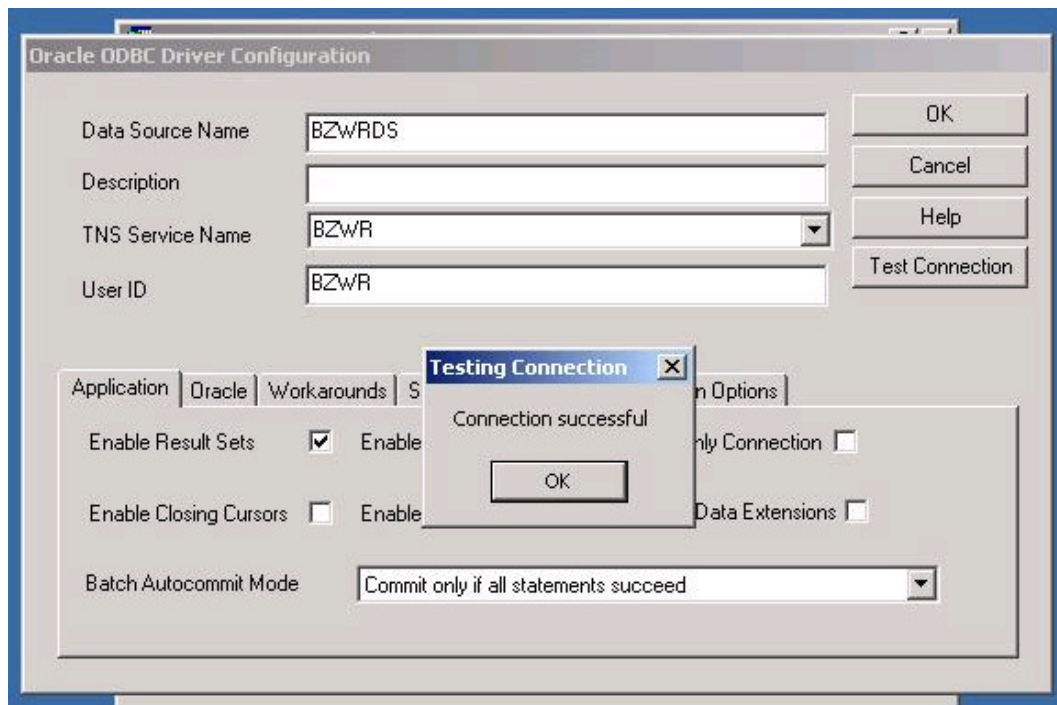 Oracle ODBC Driver Configuration
Data Source Name BZWRDS
OK
Description
Cancel
TNS Service Name BZWR
Help
User ID BZWR
Test Connection
Testing Connection
Connection successful
OK
Application Oracle Workarounds S n Options
Enable Result Sets Enable nly Connection
Enable Closing Cursors Enable Data Extensions
Batch Autocommit Mode Commit only if all statements succeed